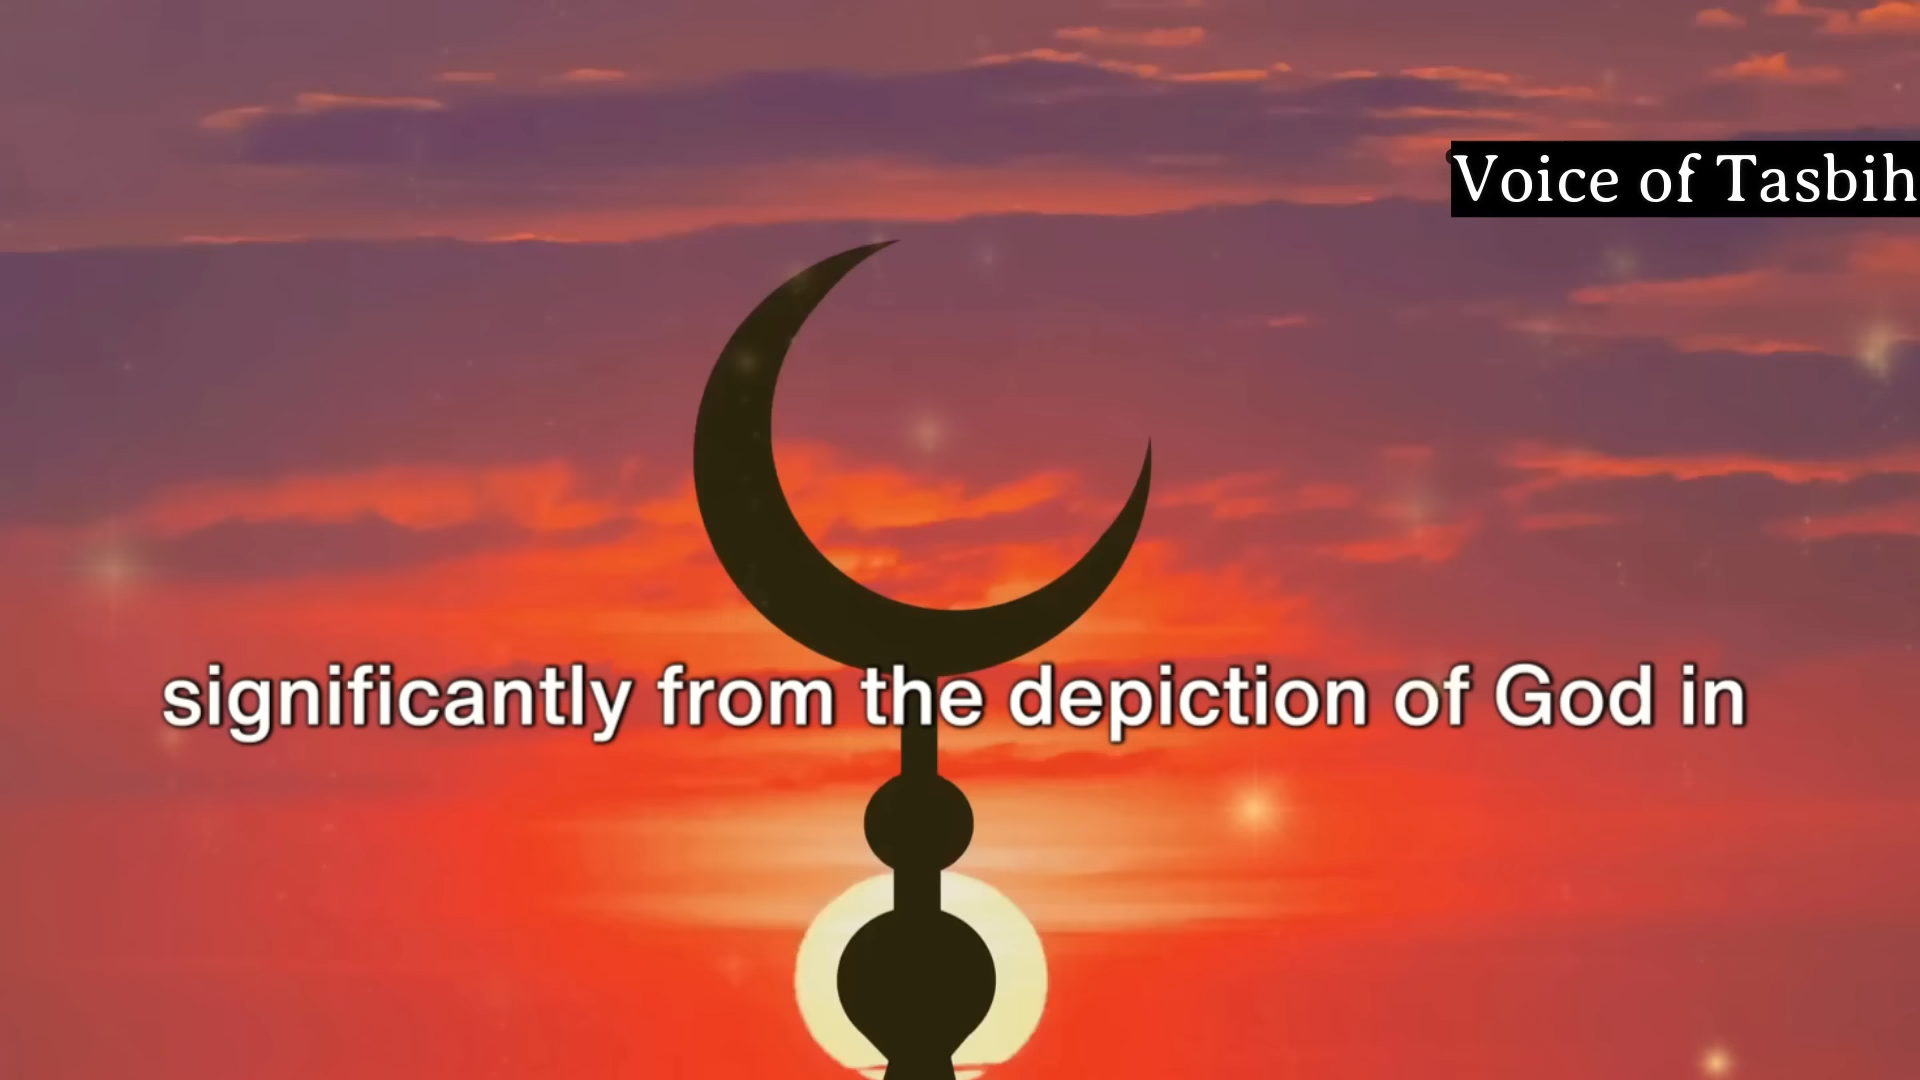 Voice of Tasbih
significantly from the depiction of God in